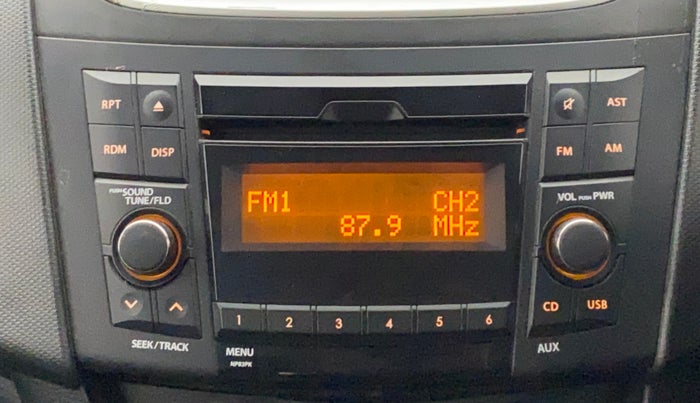 RPT
AST
RDM
DISP
FM
AM
PUSH SOUND
TUNE/FLD
VOL PUSH PWR
FM1 CH2
87.9 MHz
CD
USB
1 2 3 4 5 6
SEEK/TRACK
MENU
AUX